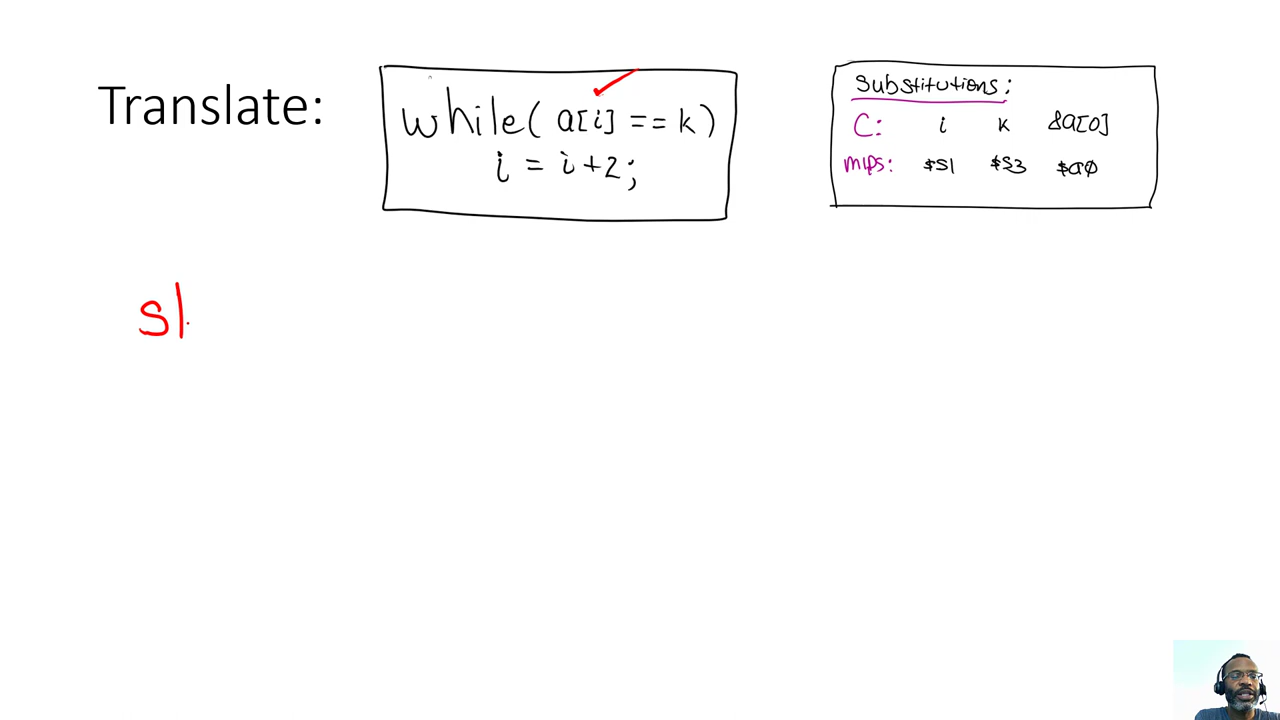 Translate:
while( a[i] == k)
i = i+2;
Substitutions:
C: i k &a[0]
mips: $s1 $s3 $a0
sl